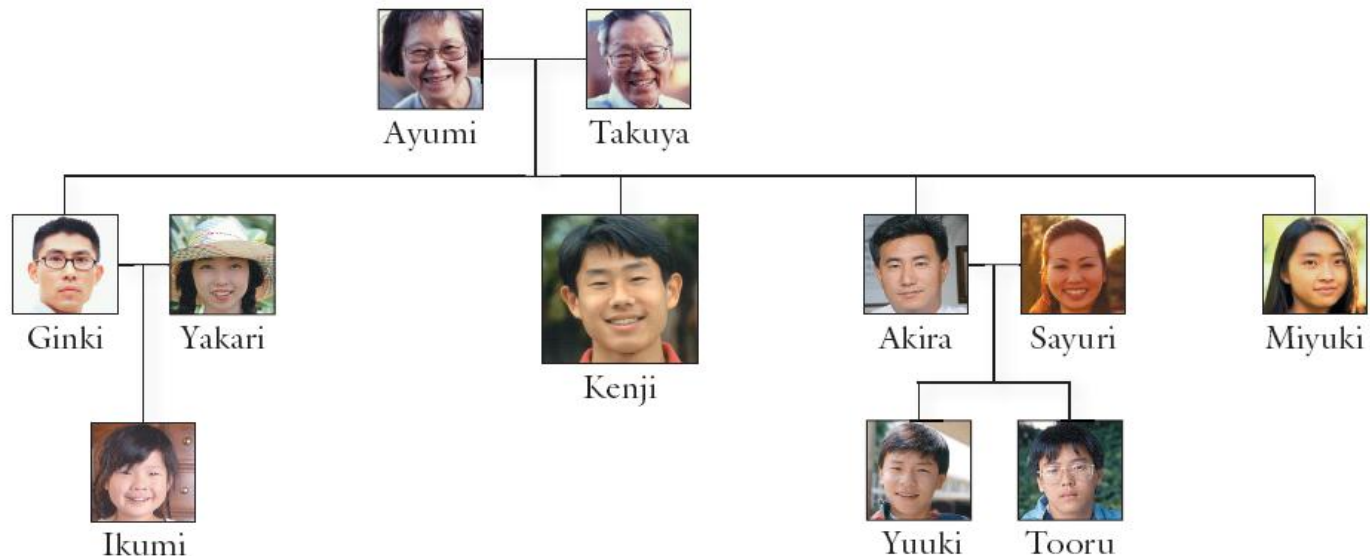 Ayumi
Takuya
Ginki
Yakari
Kenji
Akira
Sayuri
Miyuki
Ikumi
Yuuki
Tooru